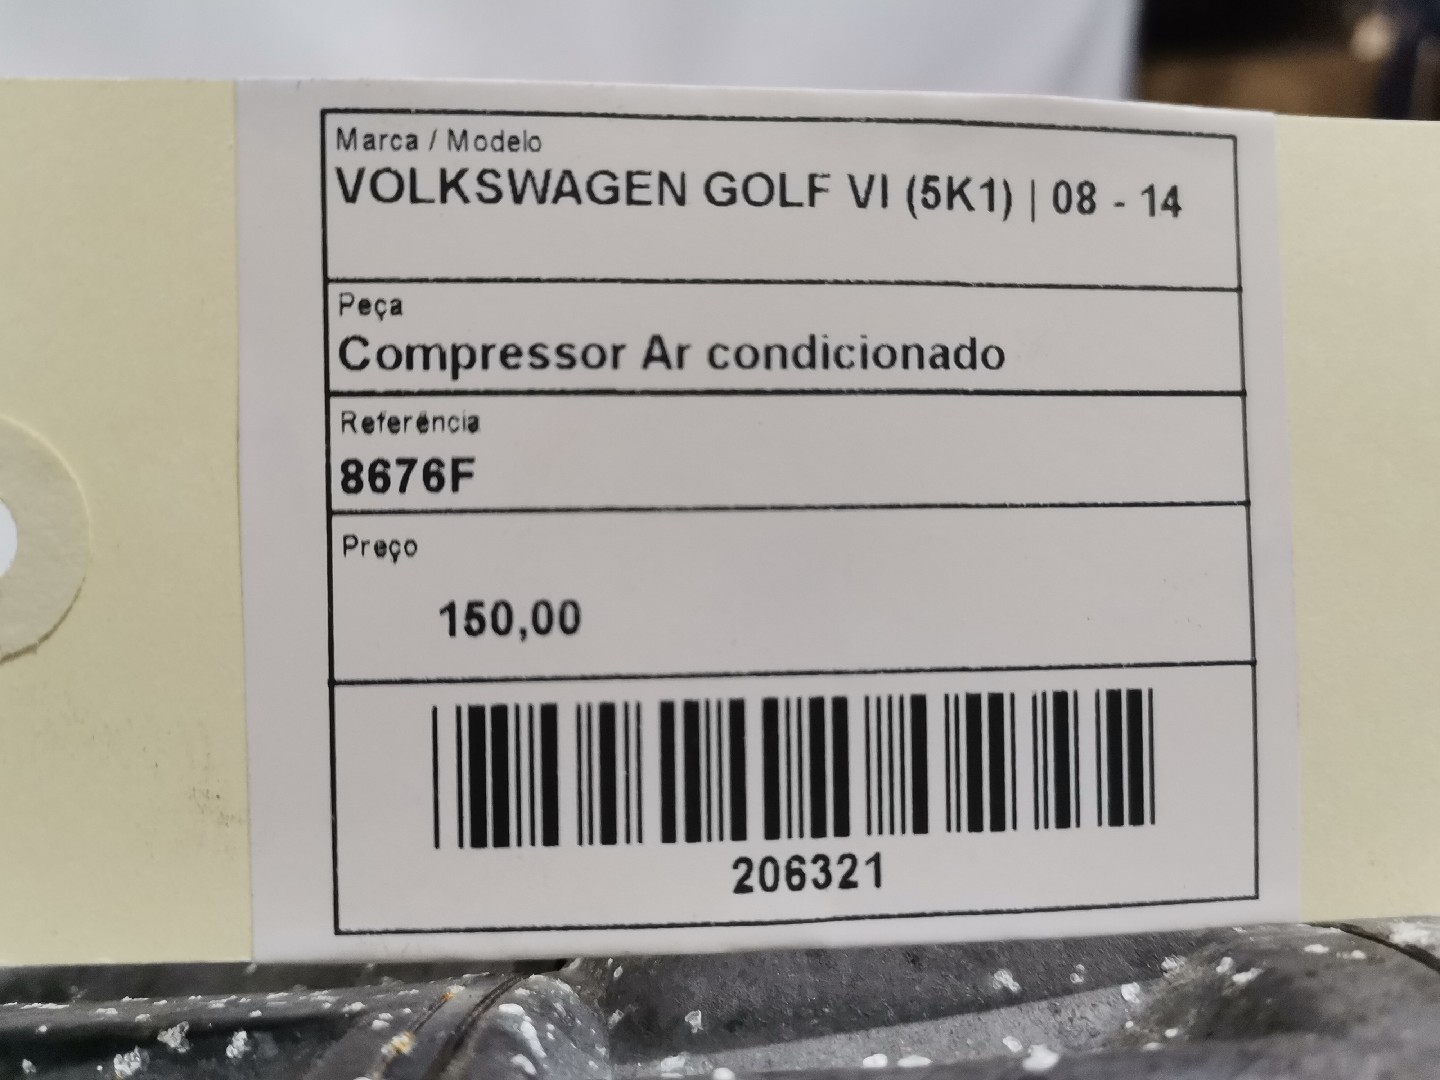 Marca / Modelo
VOLKSWAGEN GOLF VI (5K1) | 08 - 14
Peça
Compressor Ar condicionado
Referência
8676F
Preço
150,00
206321